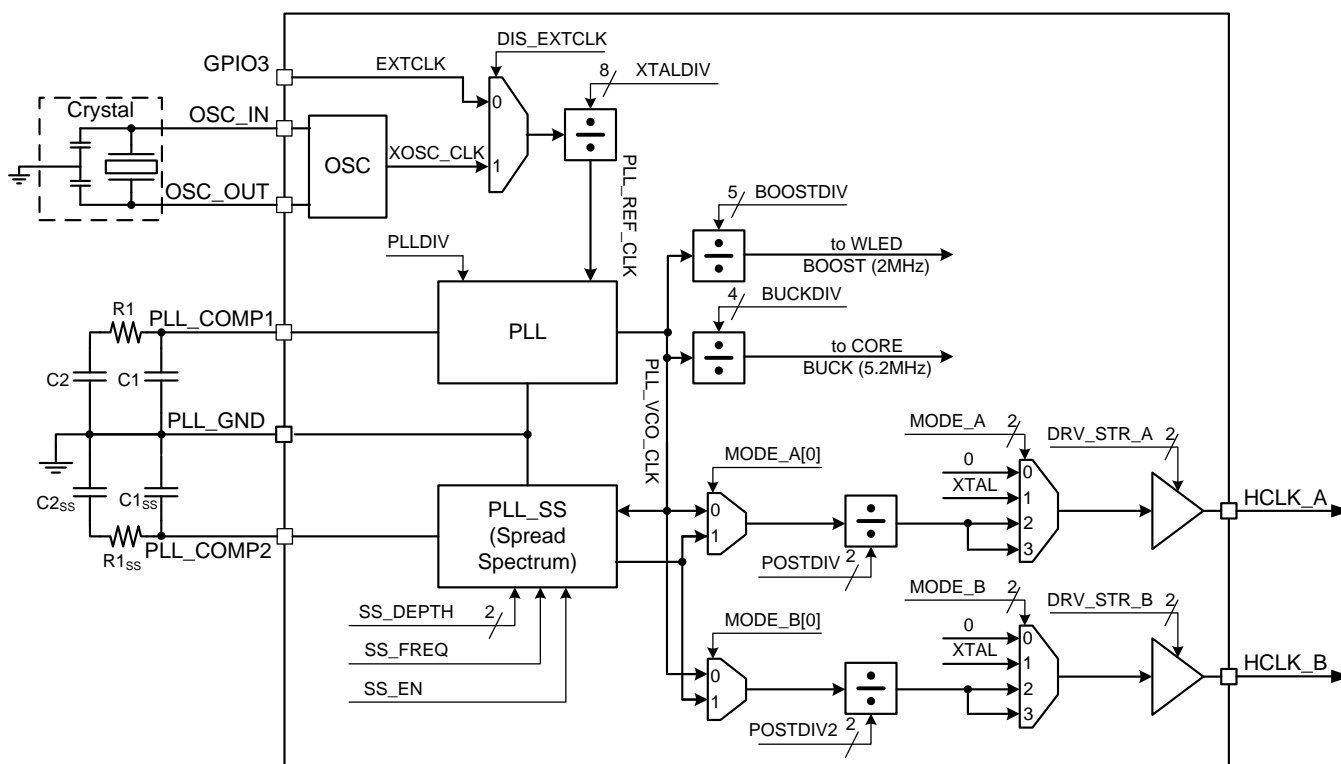 DIS_EXTCLK
GPIO3
EXTCLK
8
XTALDIV
0
÷
Crystal
OSC_IN
OSC
XOSC_CLK
1
OSC_OUT
PLL_REF_CLK
5
BOOSTDIV
PLLDIV
÷
to WLED
BOOST (2MHz)
4
BUCKDIV
R1
PLL_COMP1
PLL
÷
to CORE
BUCK (5.2MHz)
C2
C1
PLL_VCO_CLK
PLL_GND
MODE_A
2
DRV_STR_A
2
MODE_A[0]
0
0
XTAL
1
C2SS
C1SS
PLL_SS
(Spread
Spectrum)
0
1
÷
2
3
HCLK_A
PLL_COMP2
R1SS
POSTDIV
2
MODE_B
2
DRV_STR_B
2
SS_DEPTH
2
MODE_B[0]
0
0
XTAL
1
SS_FREQ
SS_EN
0
1
÷
2
3
HCLK_B
POSTDIV2
2